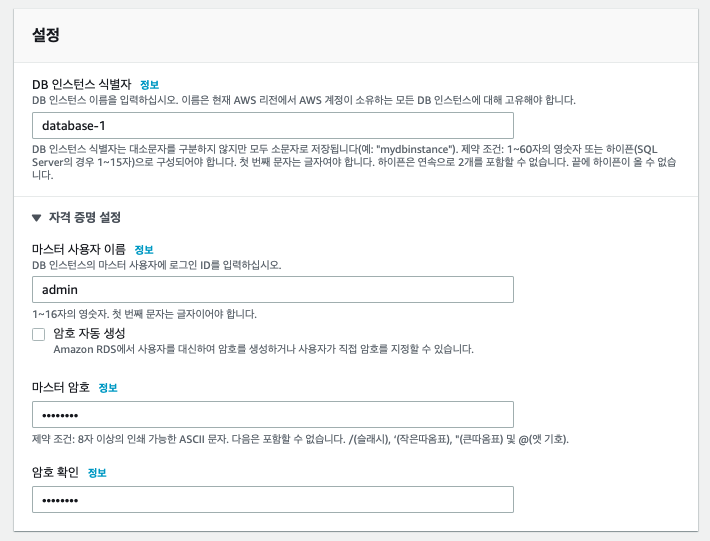 설정
DB 인스턴스 식별자 정보
DB 인스턴스 이름을 입력하십시오. 이름은 현재 AWS 리전에서 AWS 계정이 소유하는 모든 DB 인스턴스에 대해 고유해야 합니다.
database-1
DB 인스턴스 식별자는 대소문자를 구분하지 않지만 모두 소문자로 저장됩니다(예: "mydbinstance"). 제약 조건: 1~60자의 영숫자 또는 하이픈(SQL
Server의 경우 1~15자)으로 구성되어야 합니다. 첫 번째 문자는 글자여야 합니다. 하이픈은 연속으로 2개를 포함할 수 없습니다. 끝에 하이픈이 올 수 없습
니다.
▼ 자격 증명 설정
마스터 사용자 이름 정보
DB 인스턴스의 마스터 사용자에 로그인 ID를 입력하십시오.
admin
1~16자의 영숫자. 첫 번째 문자는 글자이어야 합니다.
암호 자동 생성
Amazon RDS에서 사용자를 대신하여 암호를 생성하거나 사용자가 직접 암호를 지정할 수 있습니다.
마스터 암호 정보
••••••••
제약 조건: 8자 이상의 인쇄 가능한 ASCII 문자. 다음은 포함할 수 없습니다. /(슬래시), '(작은따옴표), "(큰따옴표) 및 @(앳 기호).
암호 확인 정보
••••••••